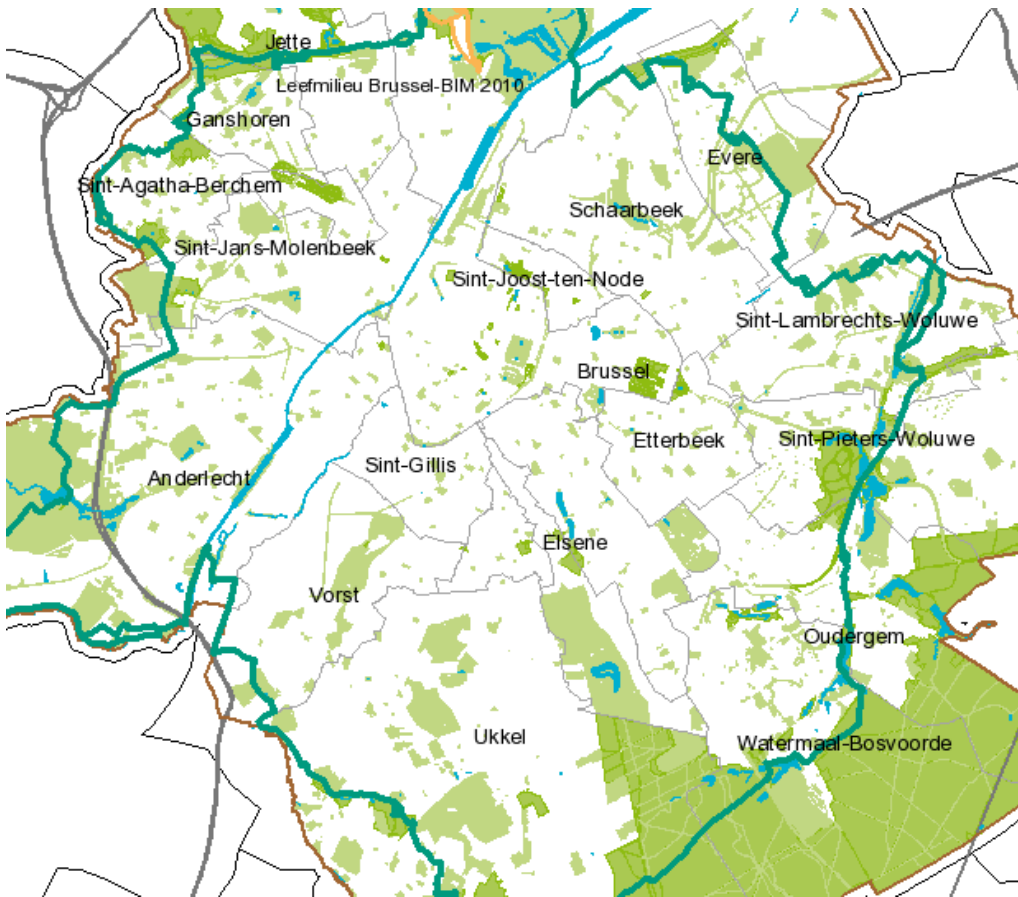 Jette
Leefmilieu Brussel-BIM 2010
Ganshoren
Evere
Sint-Agatha-Berchem
Schaarbeek
Sint-Jans-Molenbeek
Sint-Joost-ten-Node
Sint-Lambrechts-Woluwe
Brussel
Sint-Pieters-Woluwe
Etterbeek
Sint-Gillis
Anderlecht
Elsene
Vorst
Oudergem
Ukkel
Watermaal-Bosvoorde